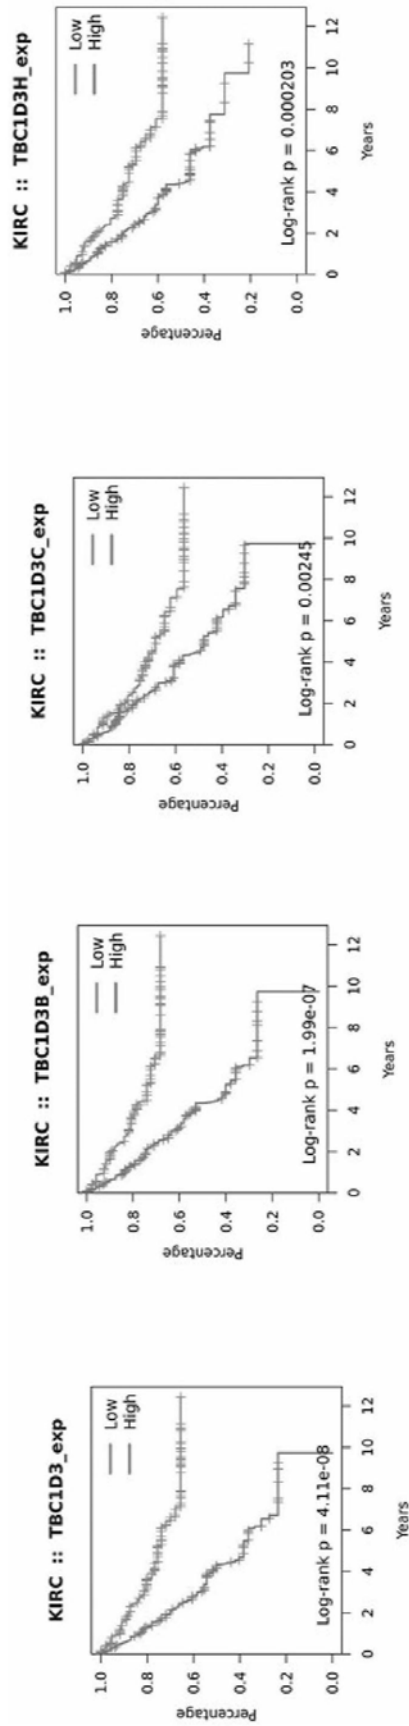 KIRC :: TBC1D3_exp
Low
High
1.0
0.8
0.6
0.4
0.2
0.0
Percentage
Log-rank p = 4.11e-08
0 2 4 6 8 10 12
Years
KIRC :: TBC1D3B_exp
Low
High
1.0
0.8
0.6
0.4
0.2
0.0
Percentage
Log-rank p = 1.99e-07
0 2 4 6 8 10 12
Years
KIRC :: TBC1D3C_exp
Low
High
1.0
0.8
0.6
0.4
0.2
0.0
Percentage
Log-rank p = 0.00245
0 2 4 6 8 10 12
Years
KIRC :: TBC1D3H_exp
Low
High
1.0
0.8
0.6
0.4
0.2
0.0
Percentage
Log-rank p = 0.000203
0 2 4 6 8 10 12
Years